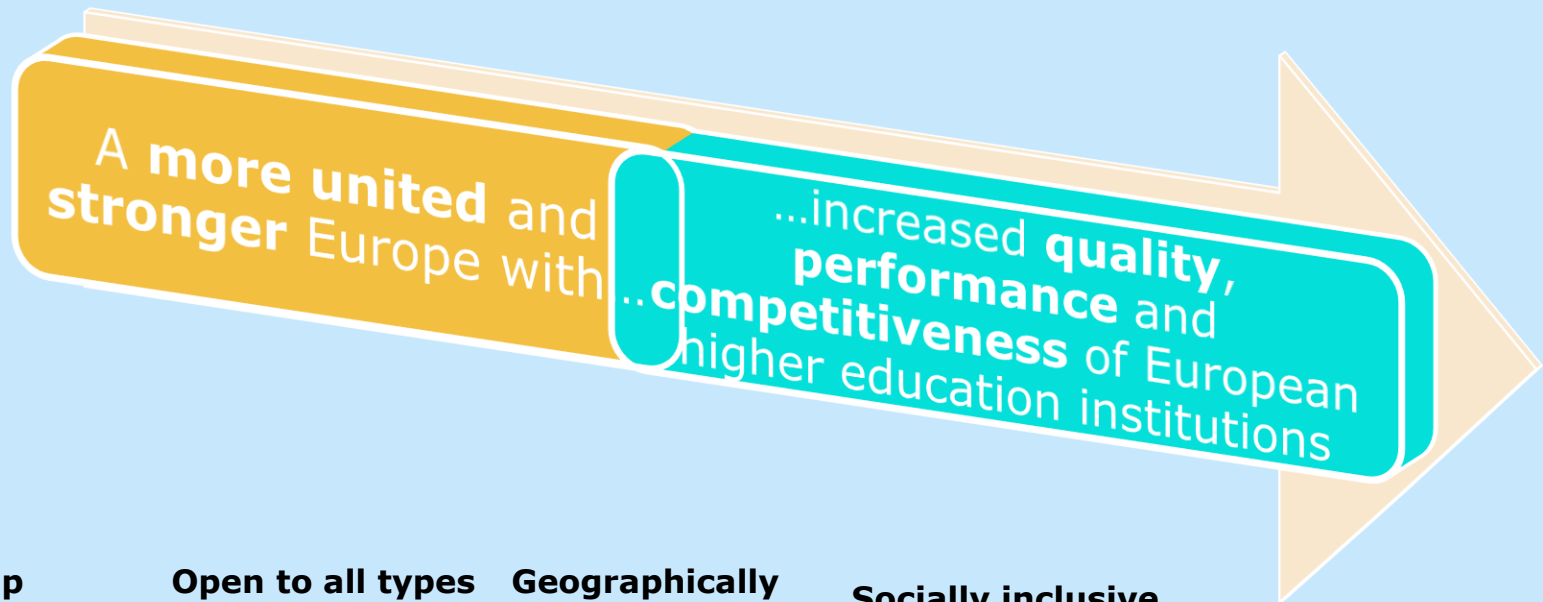 A more united and
stronger Europe with...
...increased quality,
performance and
competitiveness of European
higher education institutions
p
Open to all types
Geographically
Socially inclusive